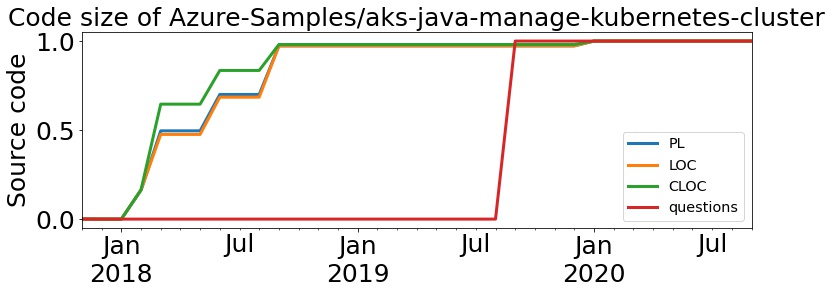 Code size of Azure-Samples/aks-java-manage-kubernetes-cluster
Source code
1.0
0.5
0.0
PL
LOC
CLOC
questions
Jan Jul Jan Jul Jan Jul
2018 2019 2020